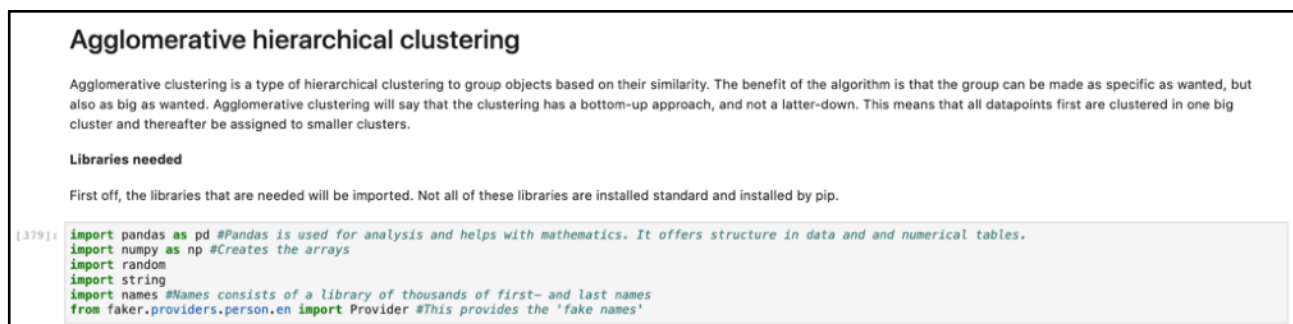 Agglomerative hierarchical clustering
Agglomerative clustering is a type of hierarchical clustering to group objects based on their similarity. The benefit of the algorithm is that the group can be made as specific as wanted, but
also as big as wanted. Agglomerative clustering will say that the clustering has a bottom-up approach, and not a latter-down. This means that all datapoints first are clustered in one big
cluster and thereafter be assigned to smaller clusters.
Libraries needed
First off, the libraries that are needed will be imported. Not all of these libraries are installed standard and installed by pip.
[379]: import pandas as pd #Pandas is used for analysis and helps with mathematics. It offers structure in data and and numerical tables.
import numpy as np #Creates the arrays
import random
import string
import names #Names consists of a library of thousands of first- and last names
from faker.providers.person.en import Provider #This provides the 'fake names'